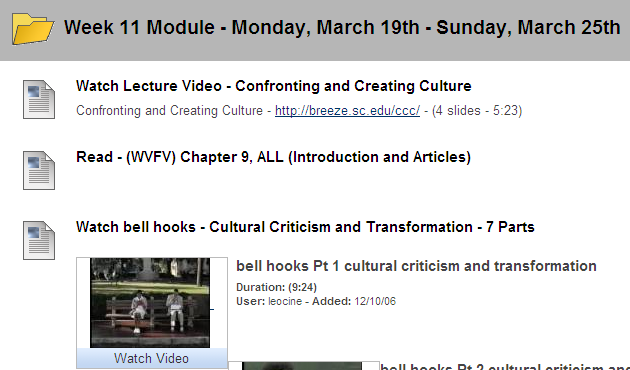 Week 11 Module - Monday, March 19th - Sunday, March 25th
Watch Lecture Video - Confronting and Creating Culture
Confronting and Creating Culture - http://breeze.sc.edu/ccc/ - (4 slides - 5:23)
Read - (WVFV) Chapter 9, ALL (Introduction and Articles)
Watch bell hooks - Cultural Criticism and Transformation - 7 Parts
bell hooks Pt 1 cultural criticism and transformation
Duration: (9:24)
User: leocine - Added: 12/10/06
Watch Video
bell hooks Pt 2 cultural criticism and